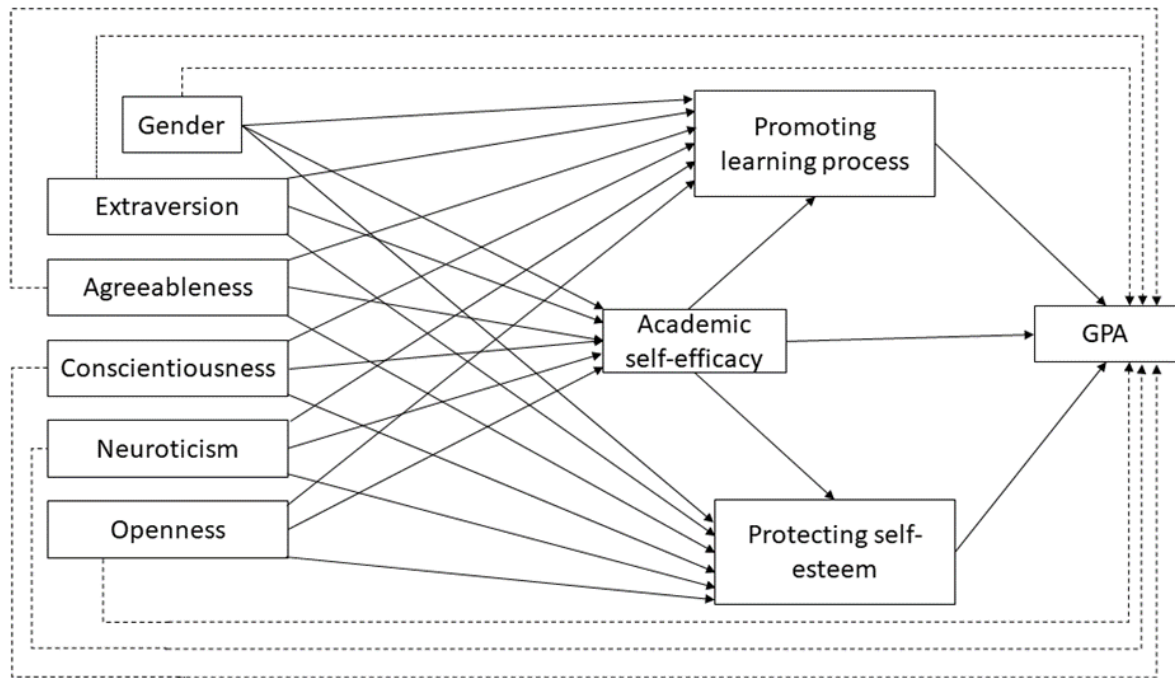 Gender
Extraversion
Agreeableness
Conscientiousness
Neuroticism
Openness
Promoting
learning process
Academic
self-efficacy
Protecting self-
esteem
GPA